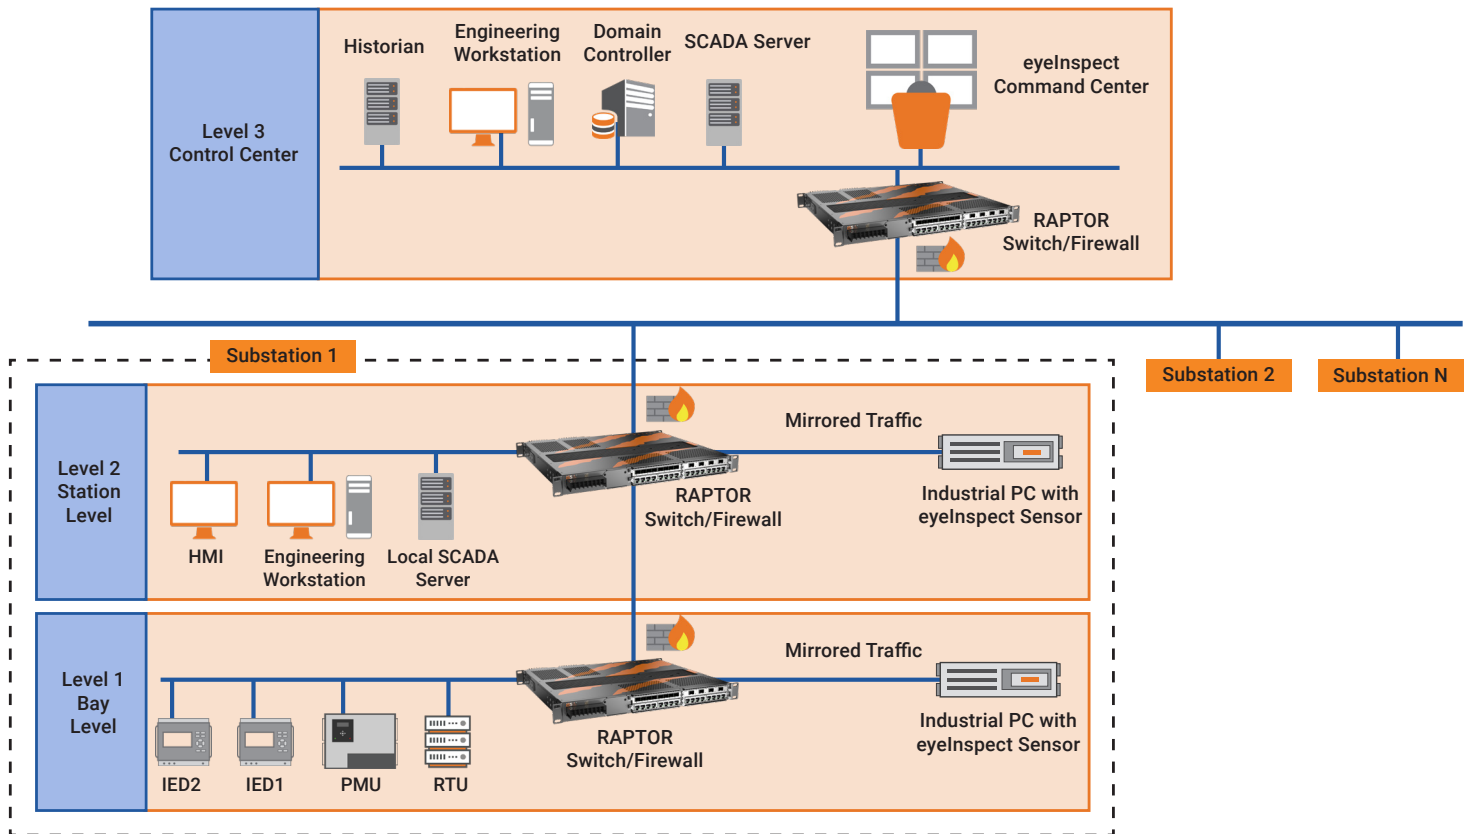 Historian
Engineering
Workstation
Domain
Controller
SCADA Server
eyeInspect
Command Center
Level 3
Control Center
RAPTOR
Switch/Firewall
Substation 1
Substation 2
Substation N
Level 2
Station
Level
Mirrored Traffic
RAPTOR
Switch/Firewall
Industrial PC with
eyeInspect Sensor
HMI
Engineering
Workstation
Local SCADA
Server
Level 1
Bay
Level
Mirrored Traffic
RAPTOR
Switch/Firewall
Industrial PC with
eyeInspect Sensor
IED2
IED1
PMU
RTU